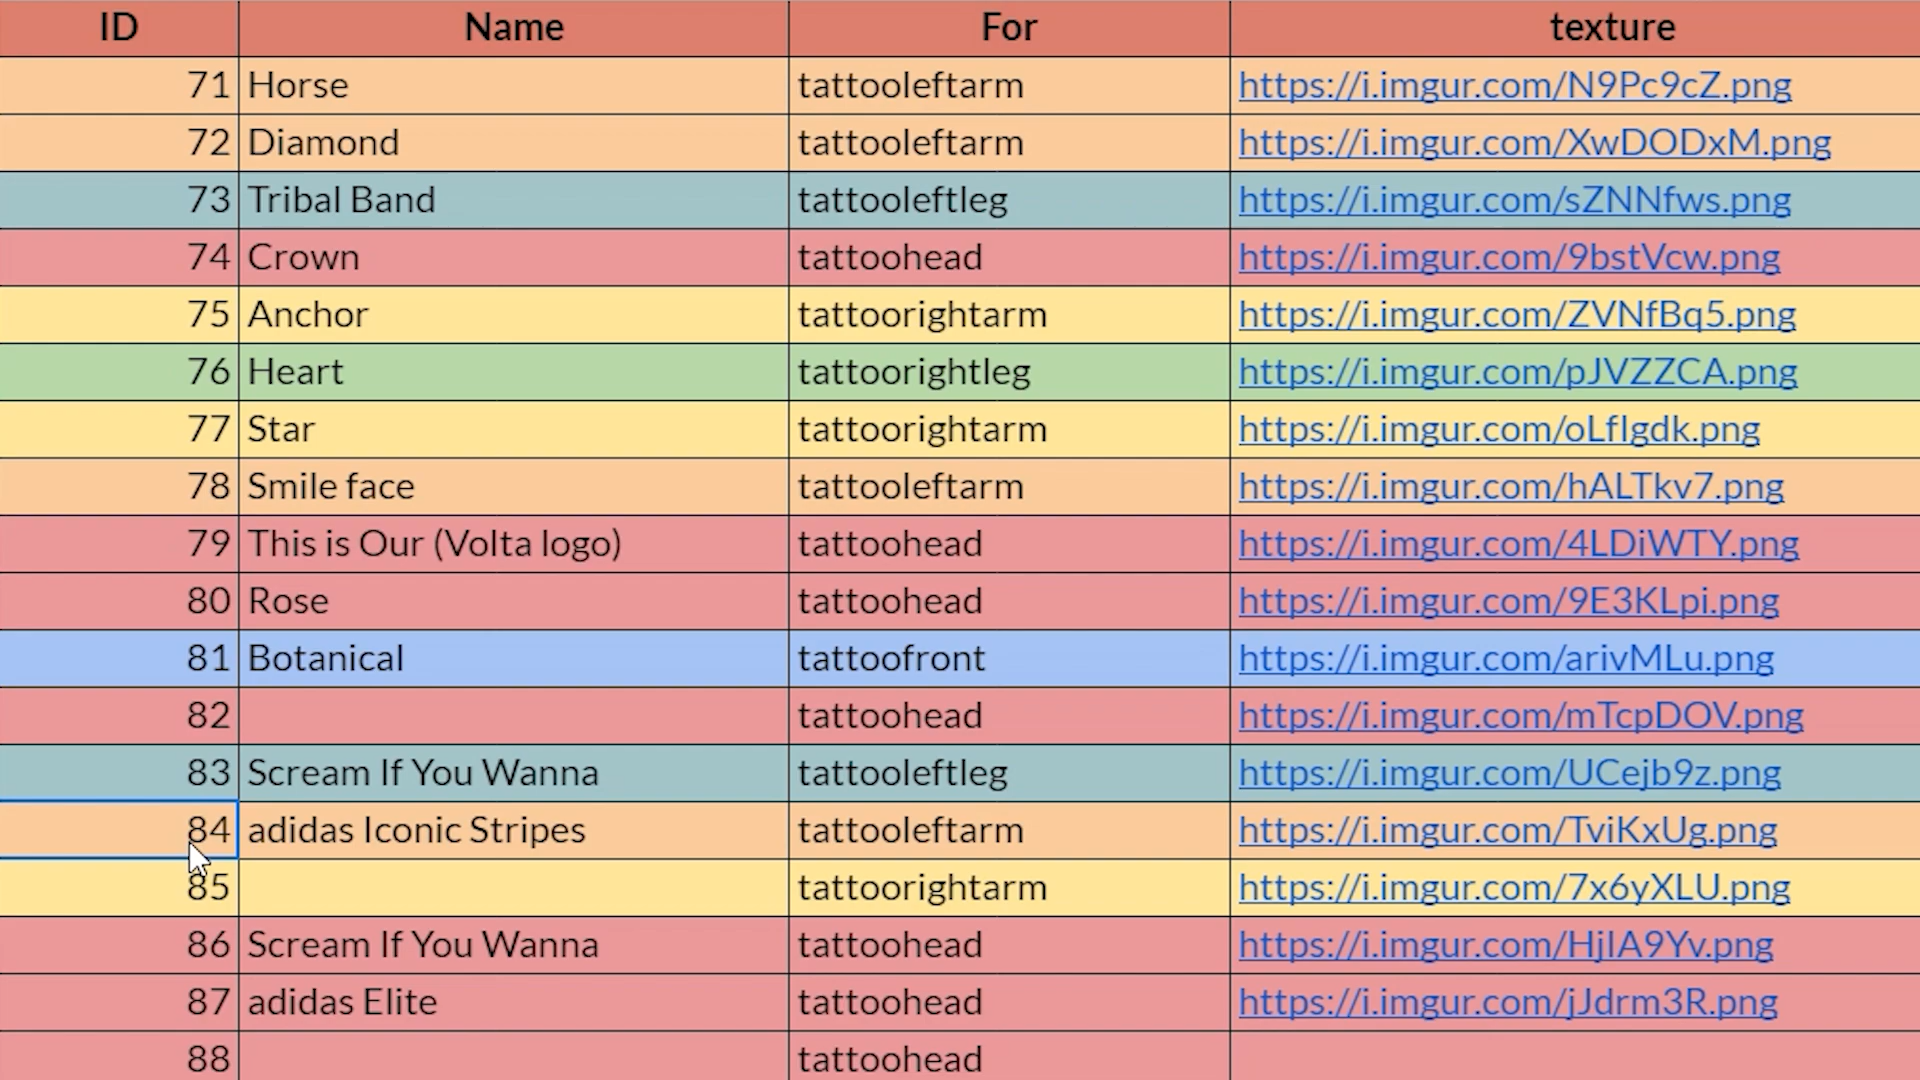 ID Name For texture
71 Horse tattooleftarm https://i.imgur.com/N9Pc9cZ.png
72 Diamond tattooleftarm https://i.imgur.com/XwDODxM.png
73 Tribal Band tattooleftleg https://i.imgur.com/sZNNfws.png
74 Crown tattoohead https://i.imgur.com/9bstVcw.png
75 Anchor tattoorightarm https://i.imgur.com/ZVNfBq5.png
76 Heart tattoorightleg https://i.imgur.com/pJVZZCA.png
77 Star tattoorightarm https://i.imgur.com/oLfIgdk.png
78 Smile face tattooleftarm https://i.imgur.com/hALTkv7.png
79 This is Our (Volta logo) tattoohead https://i.imgur.com/4LDiWTY.png
80 Rose tattoohead https://i.imgur.com/9E3KLpi.png
81 Botanical tattoofront https://i.imgur.com/arivMLu.png
82 tattoohead https://i.imgur.com/mTcpDOV.png
83 Scream If You Wanna tattooleftleg https://i.imgur.com/UCejb9z.png
84 adidas Iconic Stripes tattooleftarm https://i.imgur.com/TviKxUg.png
85 tattoorightarm https://i.imgur.com/7x6yXLU.png
86 Scream If You Wanna tattoohead https://i.imgur.com/HjIA9Yv.png
87 adidas Elite tattoohead https://i.imgur.com/jJdrm3R.png
88 tattoohead